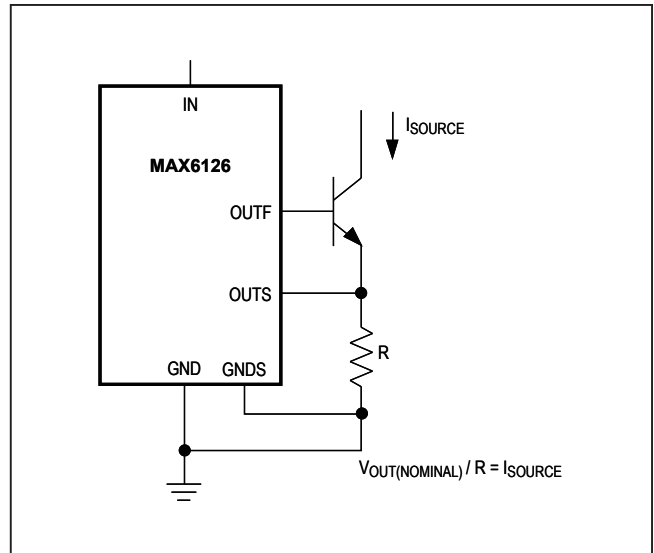 IN
MAX6126
ISOURCE
OUTF
OUTS
R
GND GNDS
VOUT(NOMINAL) / R = ISOURCE